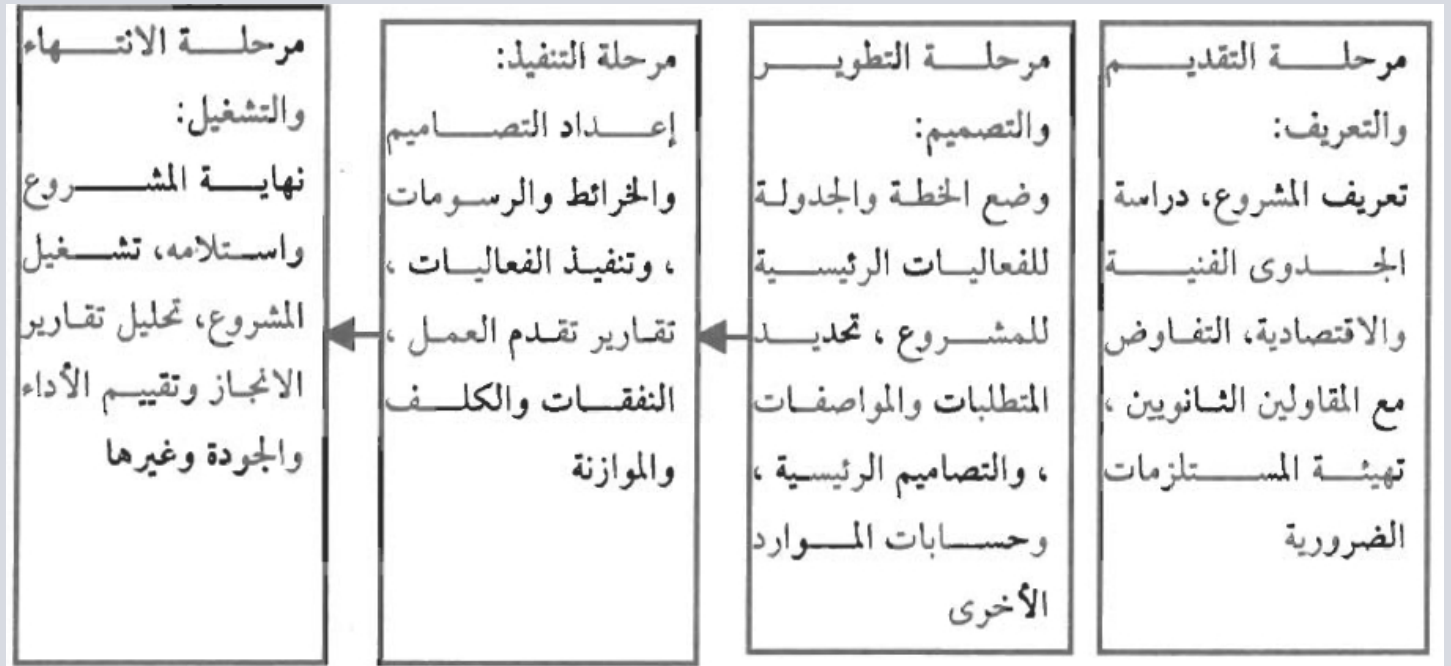 مرحلة التقديم
والتعريف:
تعريف المشروع، دراسة
الجدوى الفنية
والاقتصادية، التفاوض
مع المقاولين الثانويين ،
تهيئة المستلزمات
الضرورية
مرحلة التطوير
والتصميم:
وضع الخطة والجدولة
للفعاليات الرئيسية
للمشروع ، تحديد
المتطلبات والمواصفات
، والتصاميم الرئيسية ،
وحسابات الموارد
الأخرى
مرحلة التنفيذ:
إعداد التصاميم
والخرائط والرسومات
، وتنفيذ الفعاليات ،
تقارير تقدم العمل ،
النفقات والكلف
والموازنة
مرحلة الانتهاء
والتشغيل:
نهاية المشروع
واستلامه، تشغيل
المشروع، تحليل تقارير
الانجاز وتقييم الأداء
والجودة وغيرها